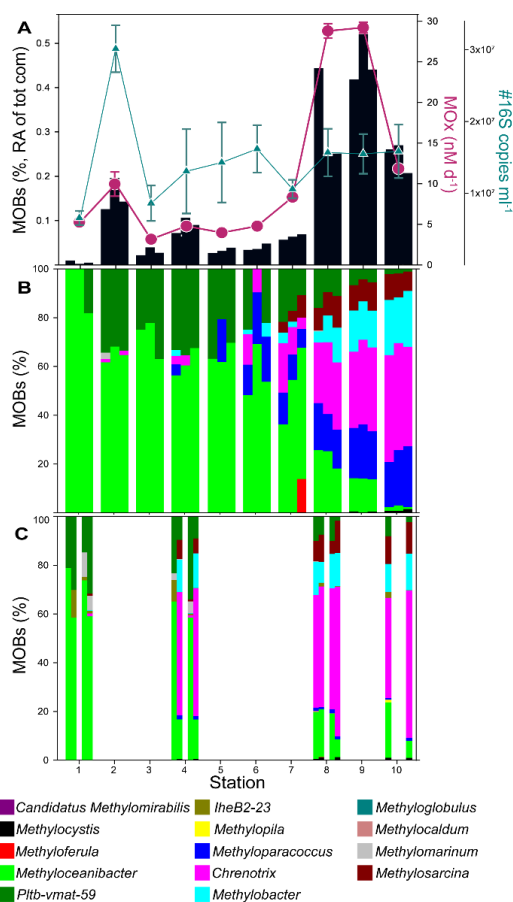 A
MOBs (%, RA of tot com)
0.5
0.4
0.3
0.2
0.1
30
25
20
15
10
5
0
MOx (nM d⁻¹)
3x10⁷
2x10⁷
1x10⁷
#16S copies ml⁻¹
B
MOBs (%)
100
80
60
40
20
C
MOBs (%)
100
80
60
40
20
0
1 2 3 4 5 6 7 8 9 10
Station
Candidatus Methylomirabilis
IheB2-23
Methyloglobulus
Methylocystis
Methylopila
Methylocaldum
Methyloferula
Methyloparacoccus
Methylomarinum
Methyloceanibacter
Chrenotrix
Methylosarcina
Pltb-vmat-59
Methylobacter